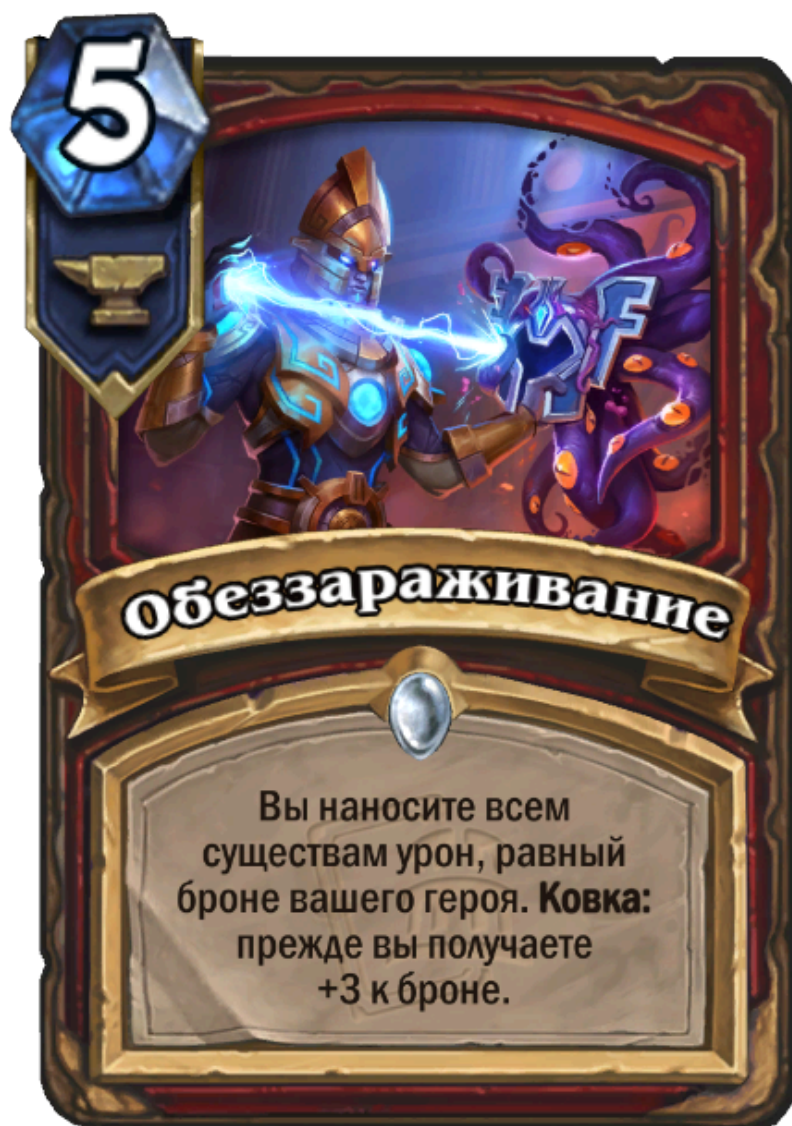 5
Обеззараживание
Вы наносите всем
существам урон, равный
броне вашего героя. Ковка:
прежде вы получаете
+3 к броне.